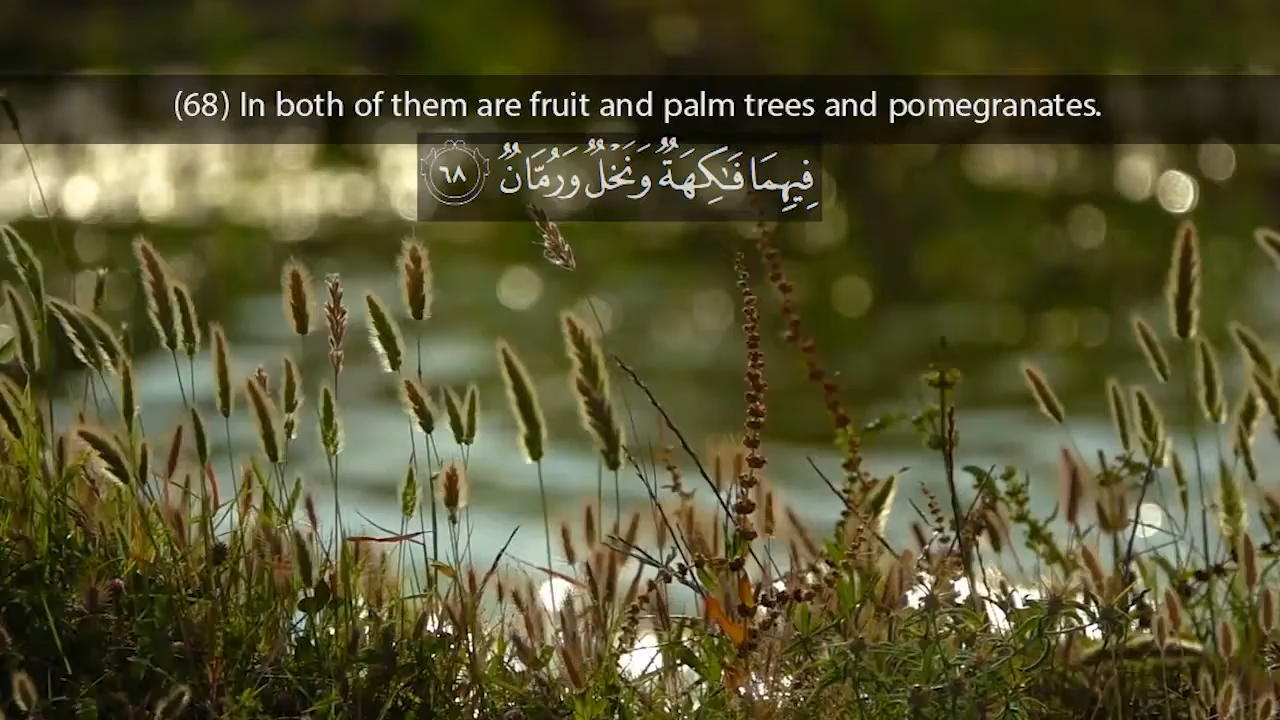 (68) In both of them are fruit and palm trees and pomegranates.
فِيهِمَا فَـٰكِهَةٌ وَنَخْلٌ وَرُمَّانٌ ٦٨